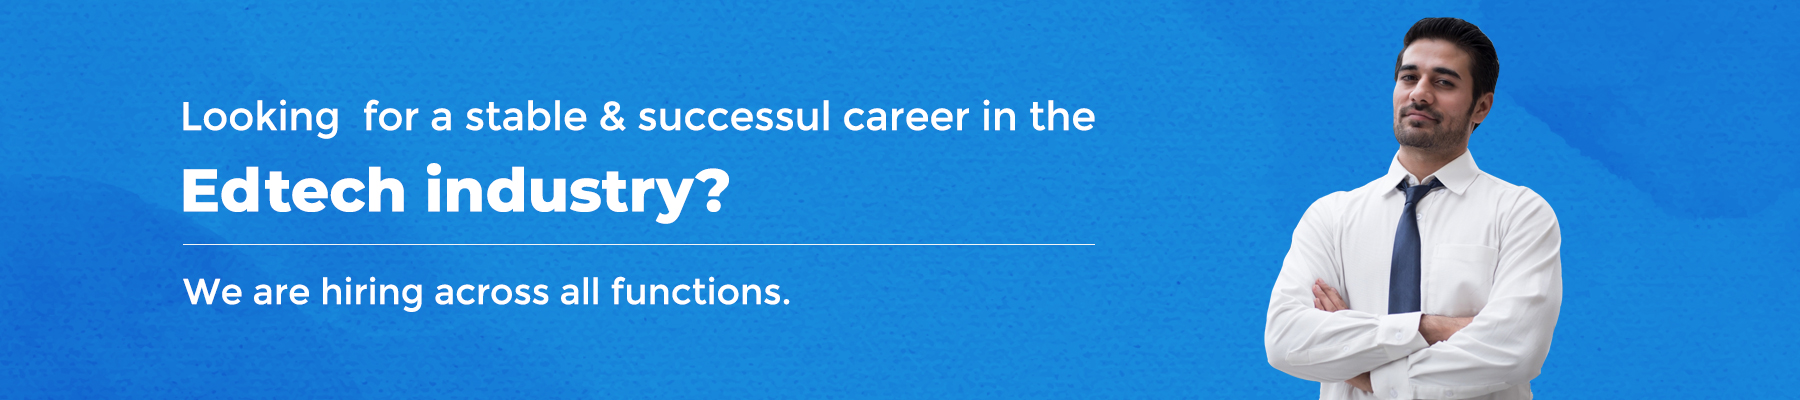 Looking  for a stable & successul career in the
Edtech industry?
We are hiring across all functions.